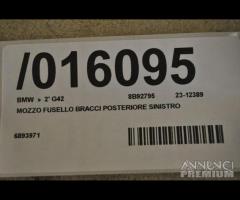 /016095
BMW > 2' G42 8B92795 23-12389
MOZZO FUSELLO BRACCI POSTERIORE SINISTRO
6893971
ANNUNCI
PREMIUM